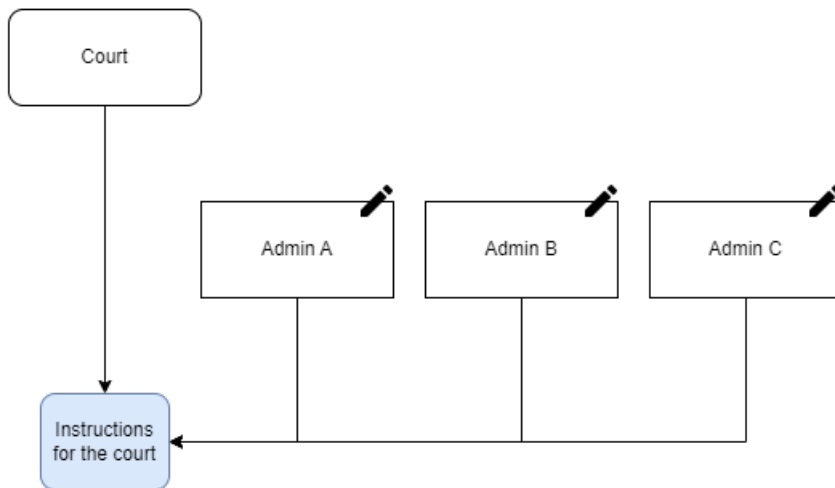 Court
Admin A
Admin B
Admin C
Instructions
for the court